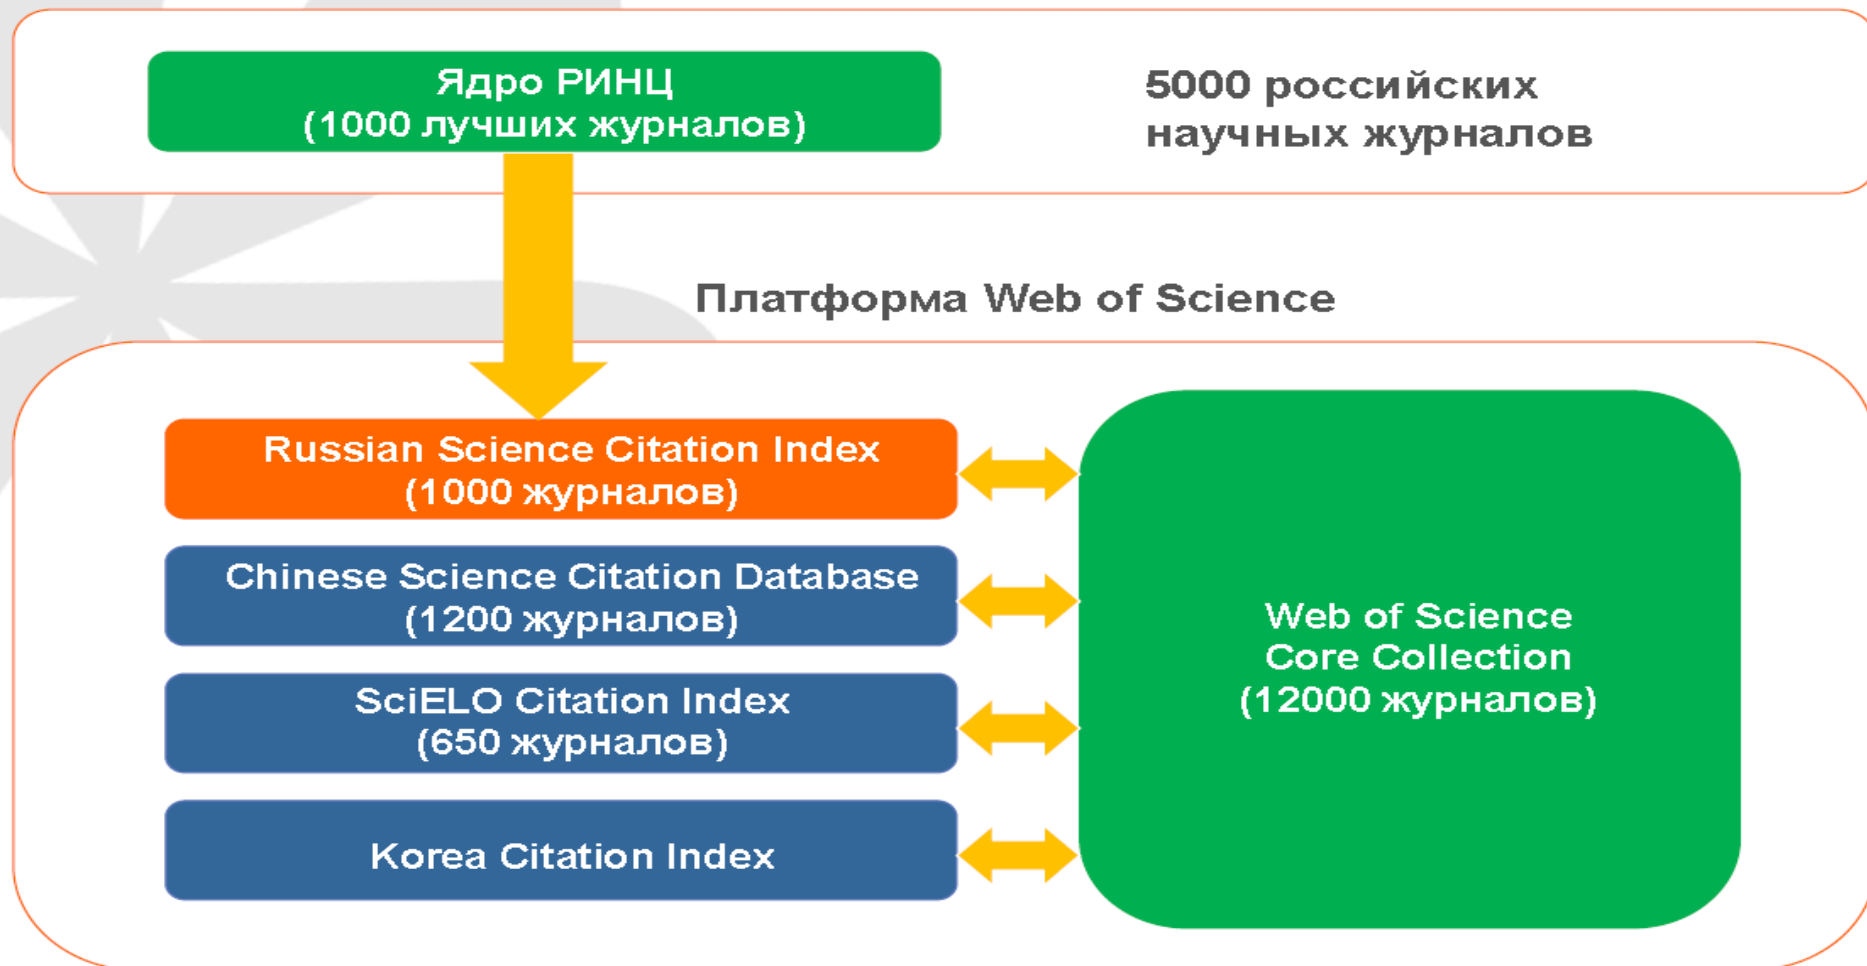 Ядро РИНЦ
(1000 лучших журналов)
5000 российских
научных журналов
Платформа Web of Science
Russian Science Citation Index
(1000 журналов)
Chinese Science Citation Database
(1200 журналов)
SciELO Citation Index
(650 журналов)
Korea Citation Index
Web of Science
Core Collection
(12000 журналов)